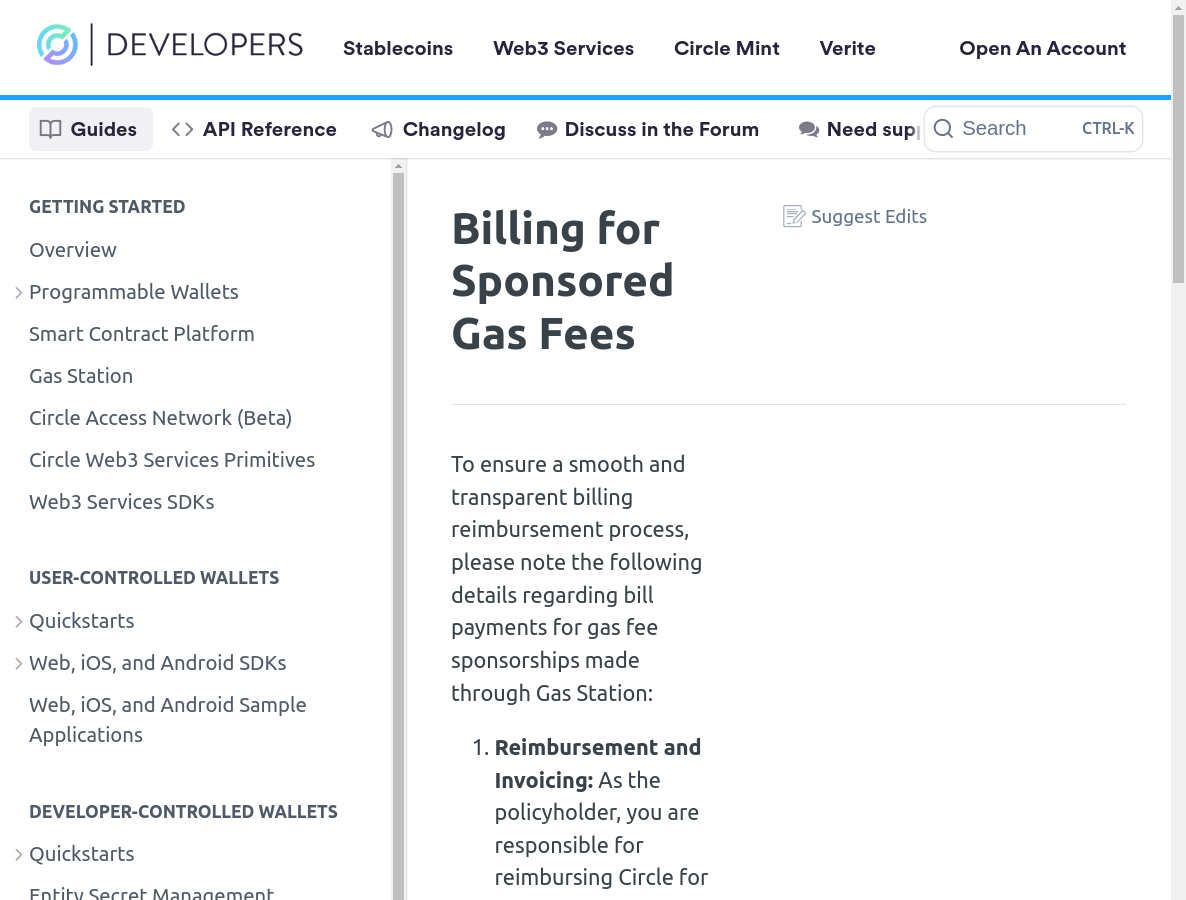 DEVELOPERS
Stablecoins
Web3 Services
Circle Mint
Verite
Open An Account
Guides
API Reference
Changelog
Discuss in the Forum
Need sup
Search
CTRL-K
GETTING STARTED
Overview
Programmable Wallets
Smart Contract Platform
Gas Station
Circle Access Network (Beta)
Circle Web3 Services Primitives
Web3 Services SDKs
USER-CONTROLLED WALLETS
Quickstarts
Web, iOS, and Android SDKs
Web, iOS, and Android Sample
Applications
DEVELOPER-CONTROLLED WALLETS
Quickstarts
Entity Secret Management
Billing for
Sponsored
Gas Fees
Suggest Edits
To ensure a smooth and
transparent billing
reimbursement process,
please note the following
details regarding bill
payments for gas fee
sponsorships made
through Gas Station:
1. Reimbursement and
Invoicing: As the
policyholder, you are
responsible for
reimbursing Circle for